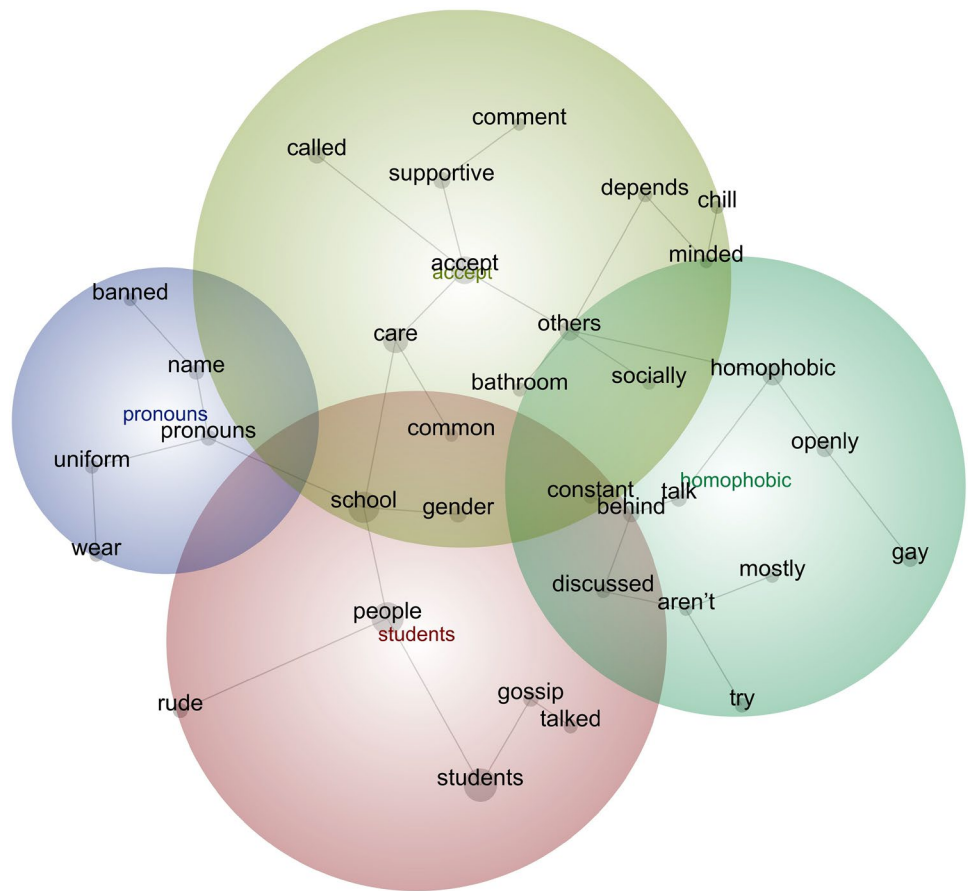 comment
called
supportive
depends
chill
accept
accept
minded
banned
others
care
name
homophobic
bathroom
socially
pronouns
pronouns
common
openly
uniform
homophobic
constant
talk
school
gender
behind
wear
gay
mostly
discussed
aren't
people
students
gossip
try
rude
talked
students